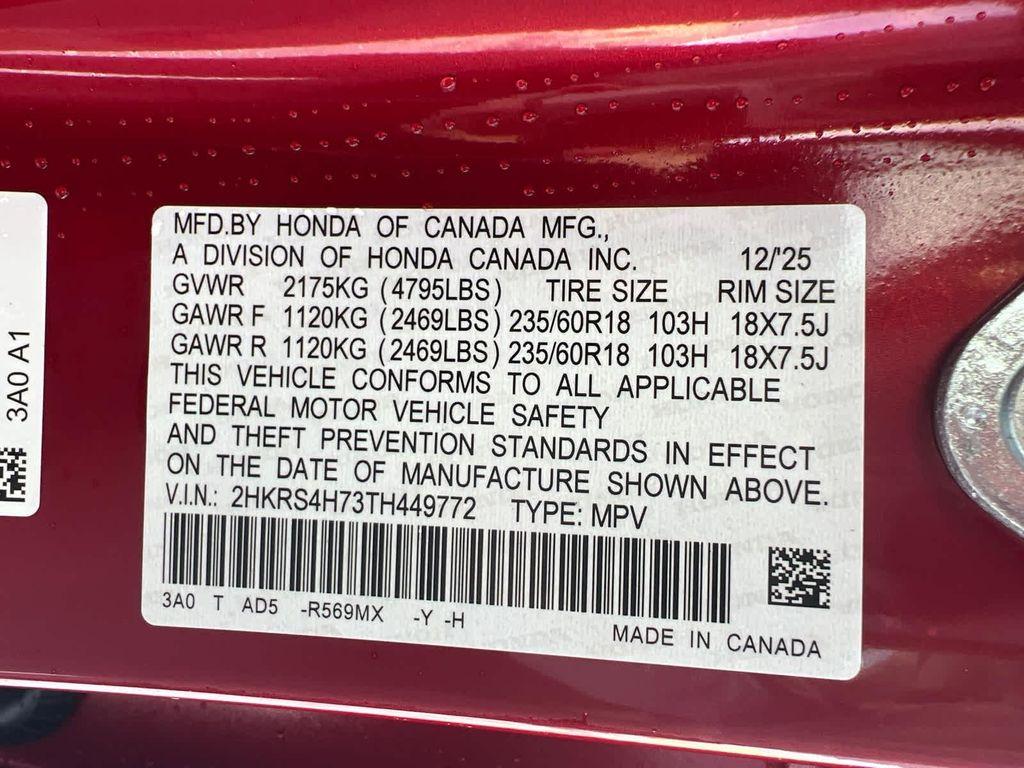 MFD.BY HONDA OF CANADA MFG.,
A DIVISION OF HONDA CANADA INC. 12/'25
GVWR 2175KG (4795LBS) TIRE SIZE RIM SIZE
GAWR F 1120KG (2469LBS) 235/60R18 103H 18X7.5J
GAWR R 1120KG (2469LBS) 235/60R18 103H 18X7.5J
THIS VEHICLE CONFORMS TO ALL APPLICABLE
FEDERAL MOTOR VEHICLE SAFETY
AND THEFT PREVENTION STANDARDS IN EFFECT
ON THE DATE OF MANUFACTURE SHOWN ABOVE.
V.I.N.: 2HKRS4H73TH449772 TYPE: MPV
3A0 T AD5 -R569MX -Y -H
MADE IN CANADA
3A0 A1